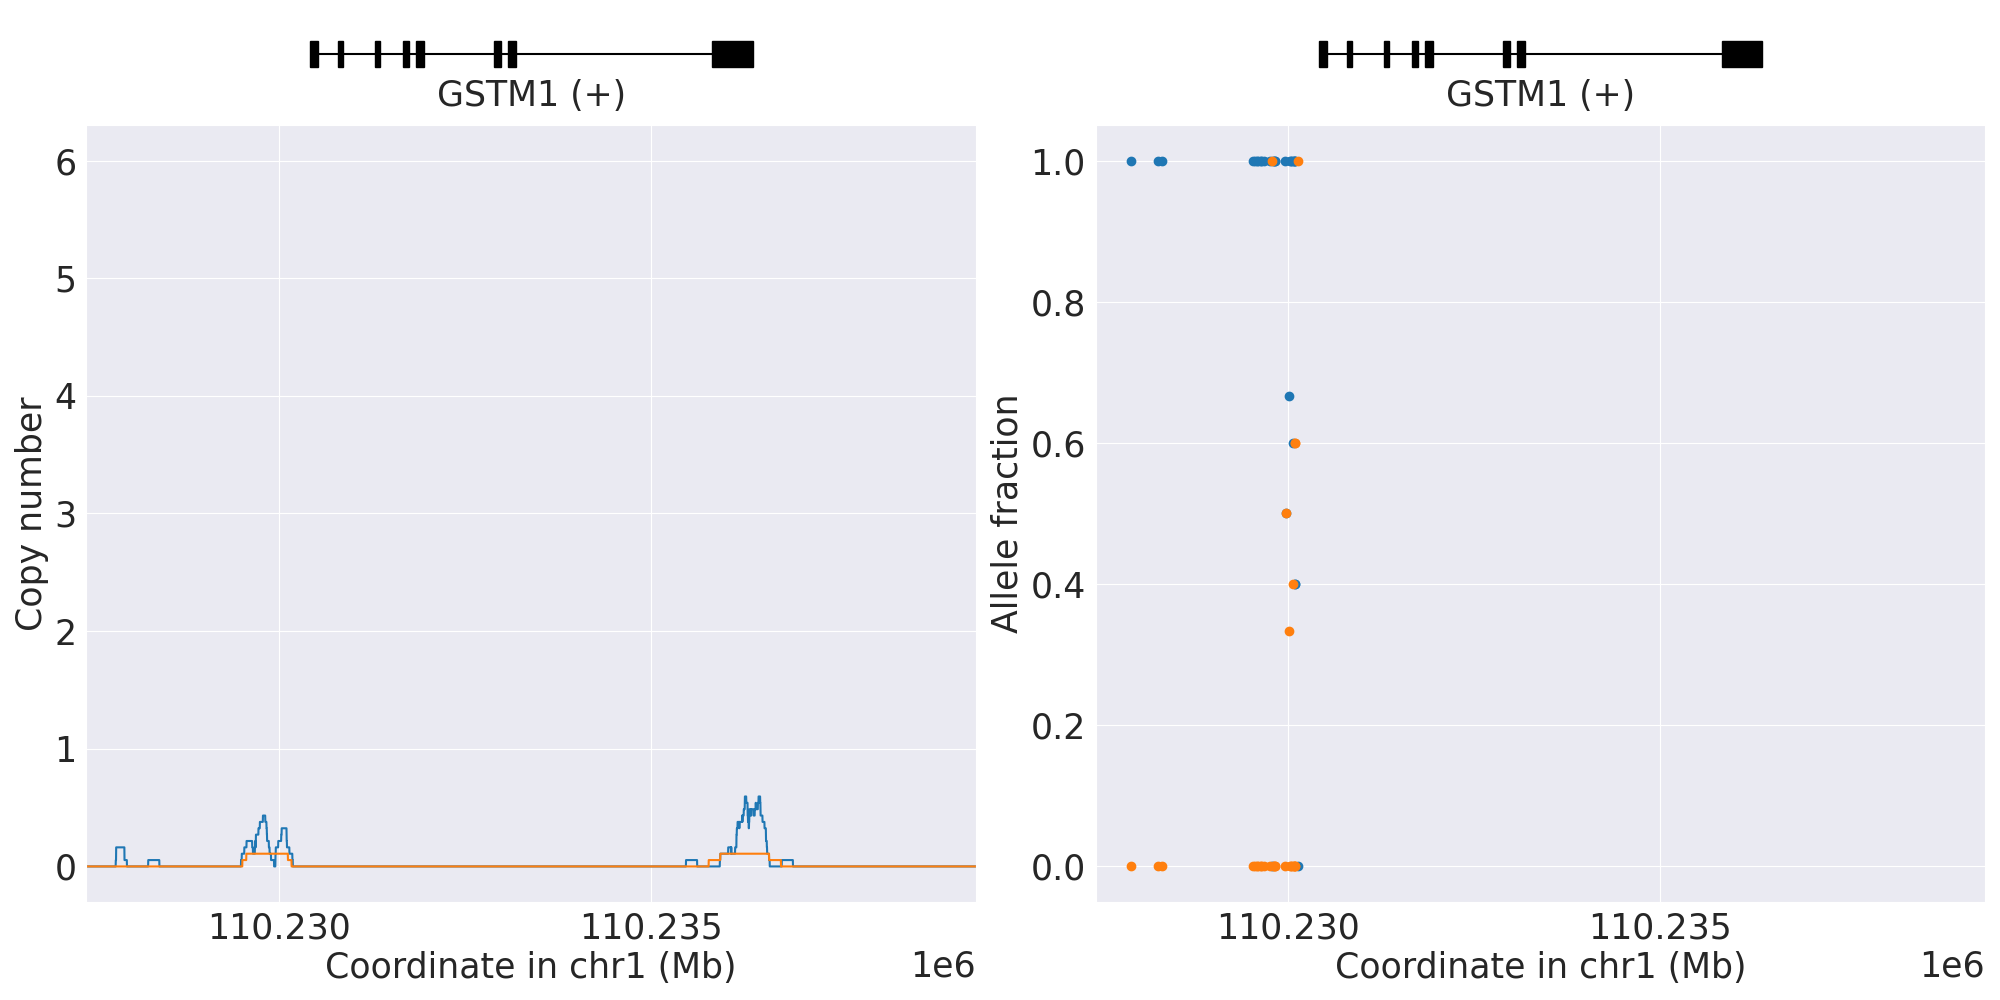 GSTM1 (+)
GSTM1 (+)
Copy number
6
5
4
3
2
1
0
110.230
110.235
Coordinate in chr1 (Mb)
1e6
Allele fraction
1.0
0.8
0.6
0.4
0.2
0.0
110.230
110.235
Coordinate in chr1 (Mb)
1e6